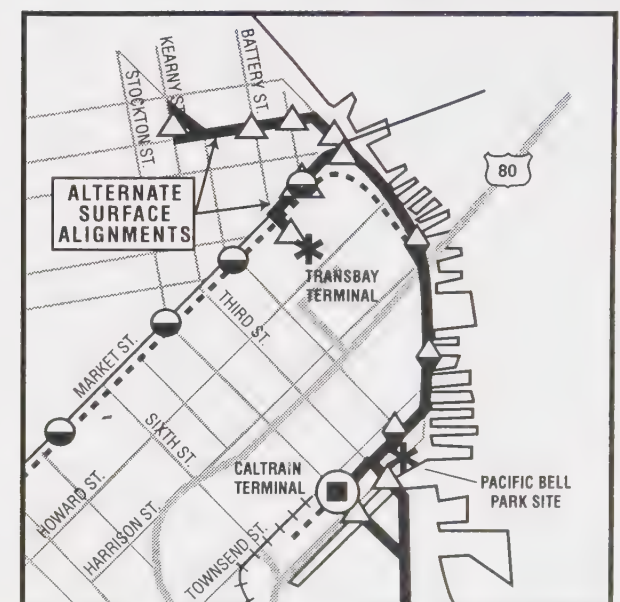 KEARNY ST.
BATTERY ST.
STOCKTON ST.
80
ALTERNATE
SURFACE
ALIGNMENTS
TRANSBAY
TERMINAL
THIRD ST.
MARKET ST.
SIXTH ST.
CALTRAIN
TERMINAL
PACIFIC BELL
PARK SITE
HOWARD ST.
HARRISON ST.
TOWNSEND ST.